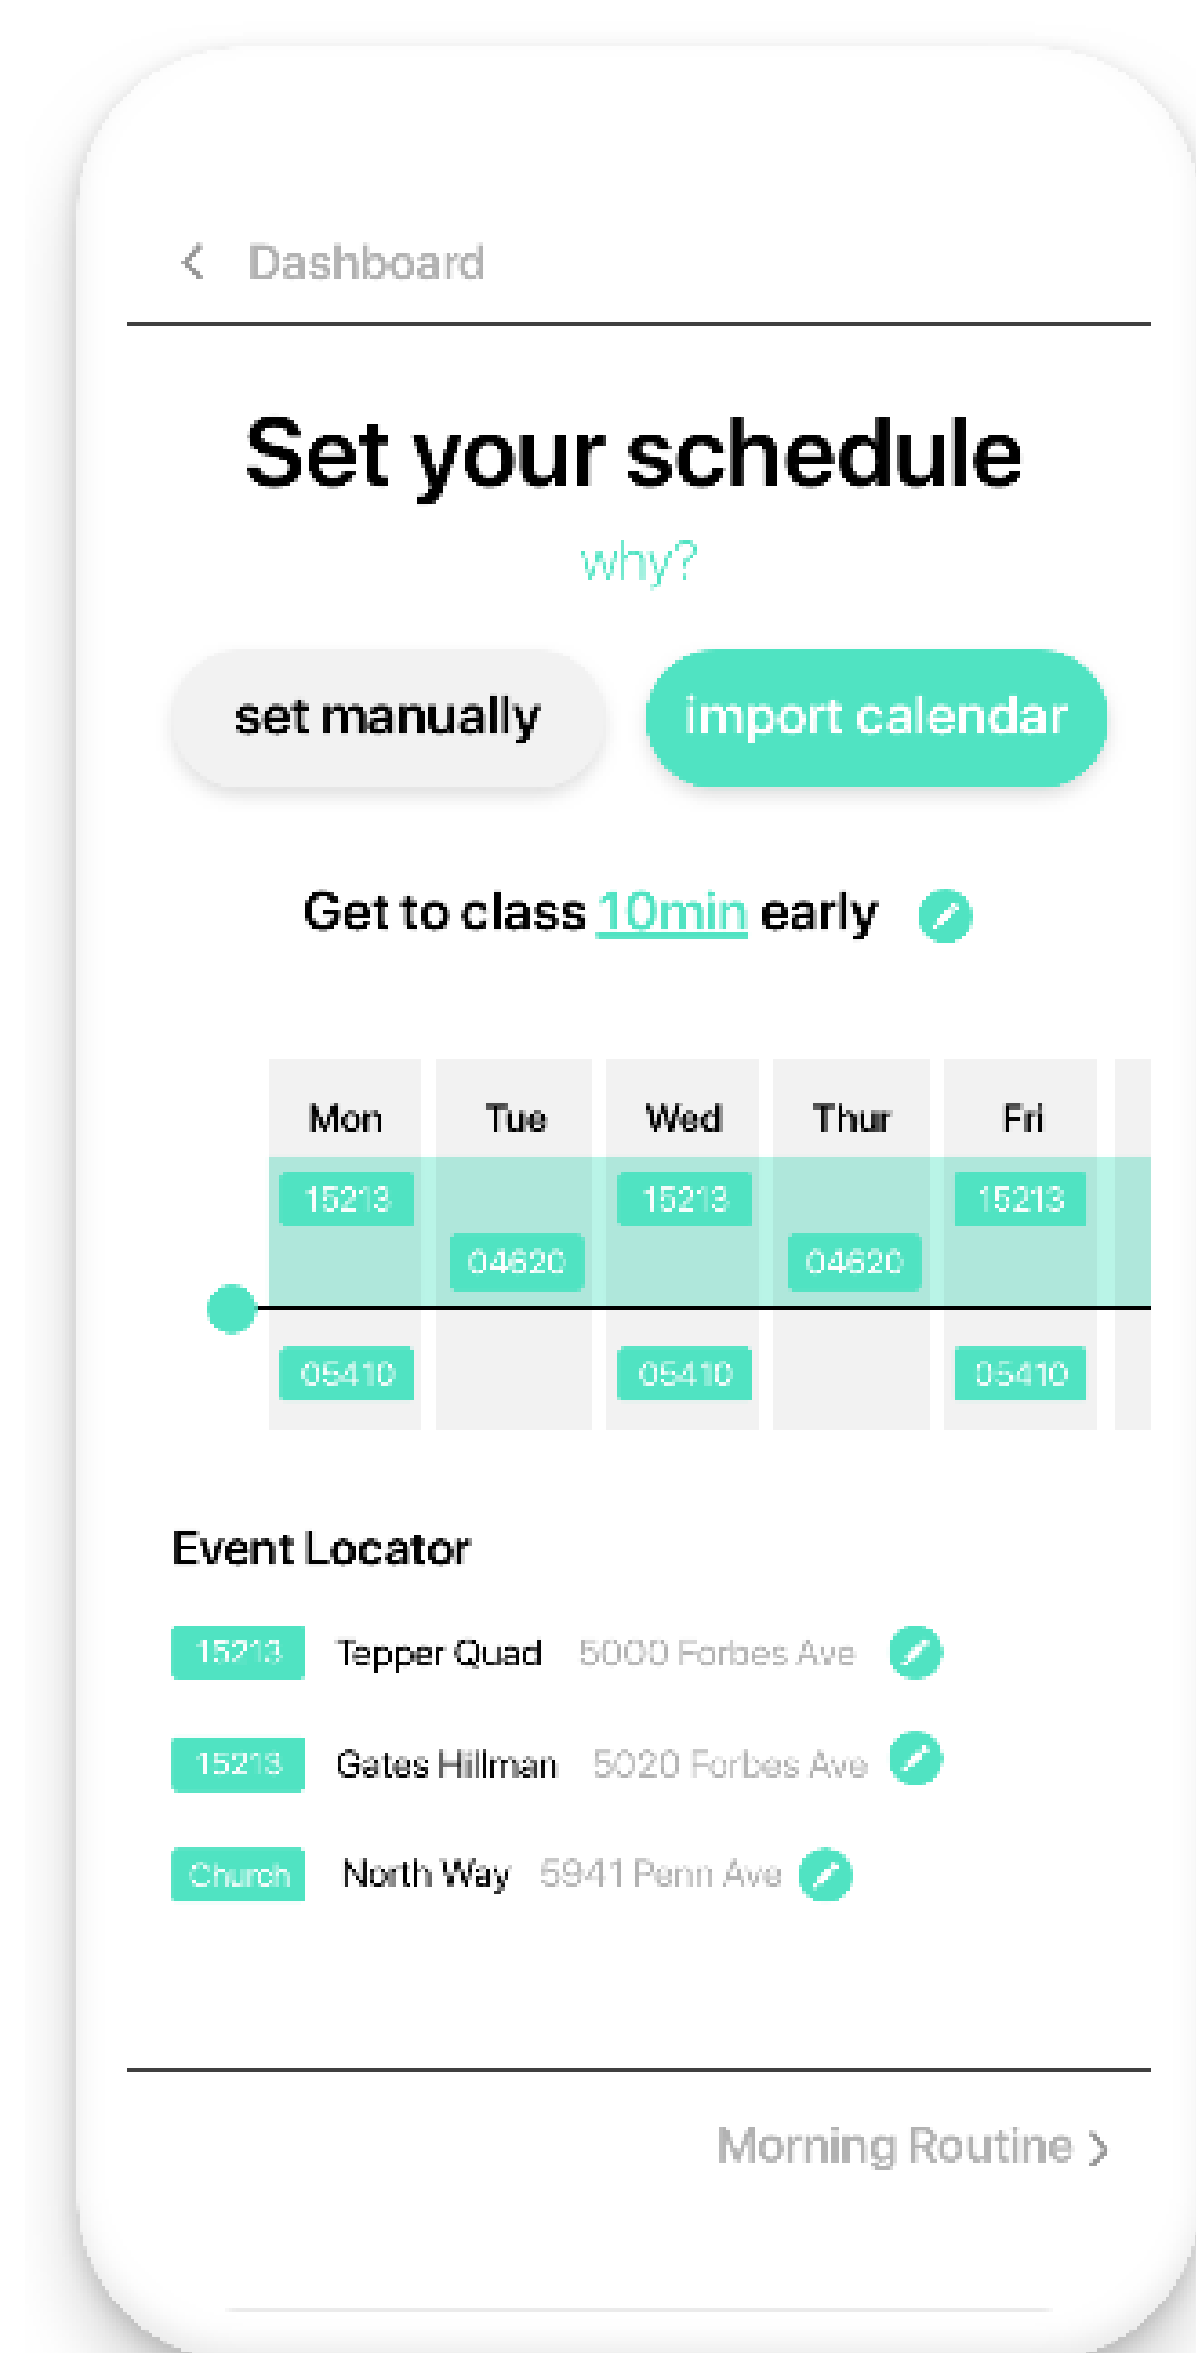 Dashboard
Set your schedule
why?
set manually import calendar
Get to class 10min early
Mon Tue Wed Thur Fri
15213 15213 15213
04620 04620
05410 05410 05410
Event Locator
15213 Tepper Quad 5000 Forbes Ave
15213 Gates Hillman 5020 Forbes Ave
Church North Way 5941 Penn Ave
Morning Routine